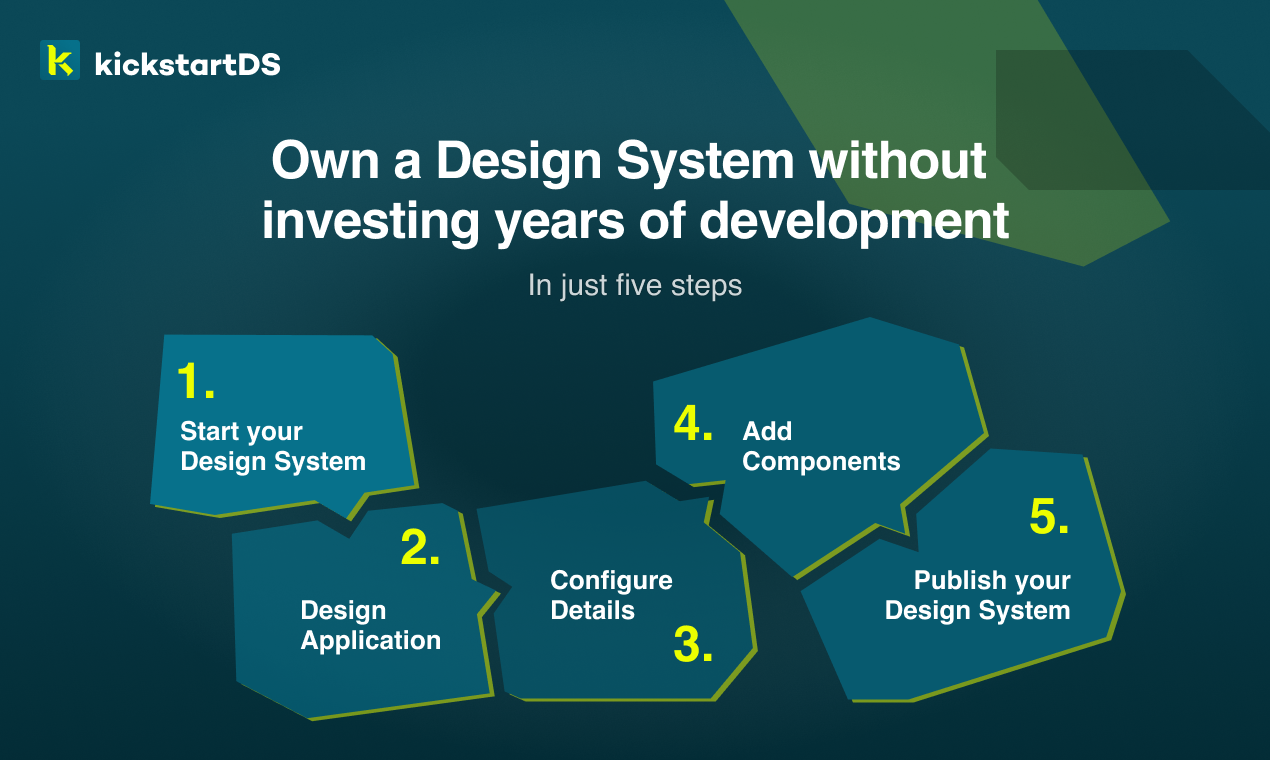 kickstartDS
Own a Design System without
investing years of development
In just five steps
1.
Start your
Design System
2.
Design
Application
Configure
Details
3.
4.
Add
Components
5.
Publish your
Design System